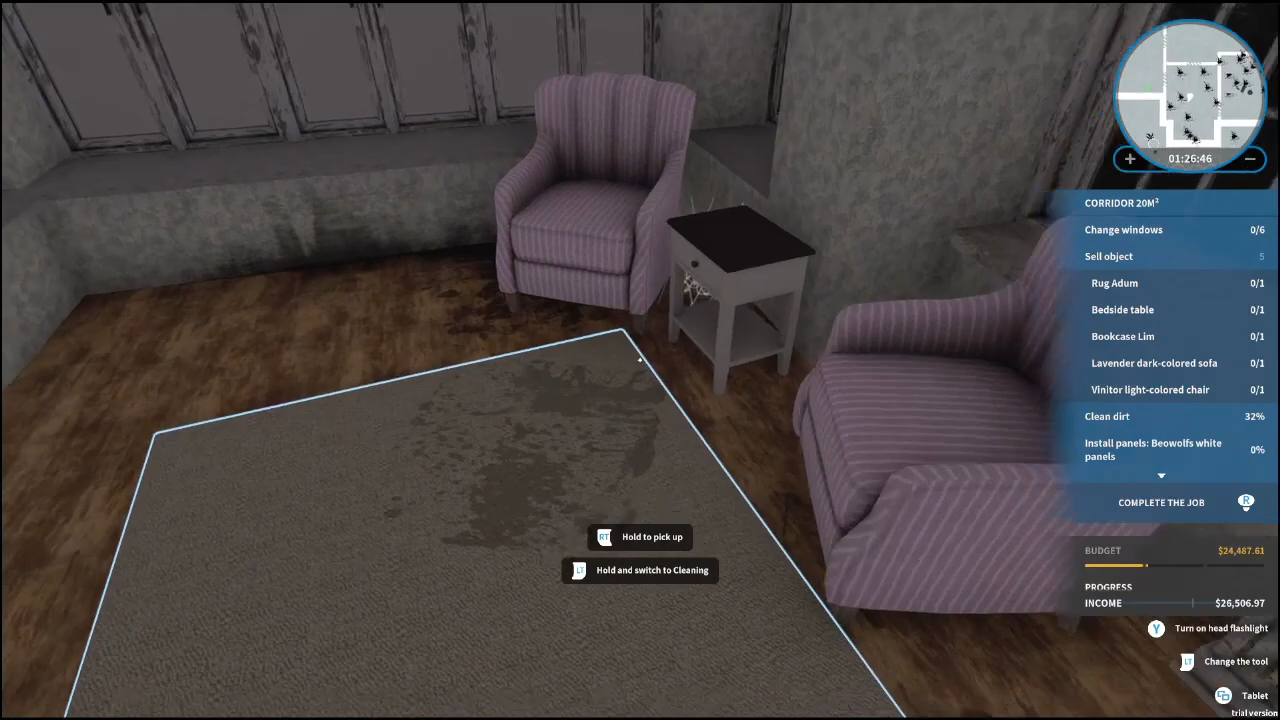 01:26:46
CORRIDOR 20M²
Change windows 0/6
Sell object 5
Rug Adum 0/1
Bedside table 0/1
Bookcase Lim 0/1
Lavender dark-colored sofa 0/1
Vinitor light-colored chair 0/1
Clean dirt 32%
Install panels: Beowolfs white
panels 0%
COMPLETE THE JOB R
RT Hold to pick up
LT Hold and switch to Cleaning
BUDGET $24,487.61
PROGRESS
INCOME $26,506.97
Y Turn on head flashlight
LT Change the tool
Tablet
trial version